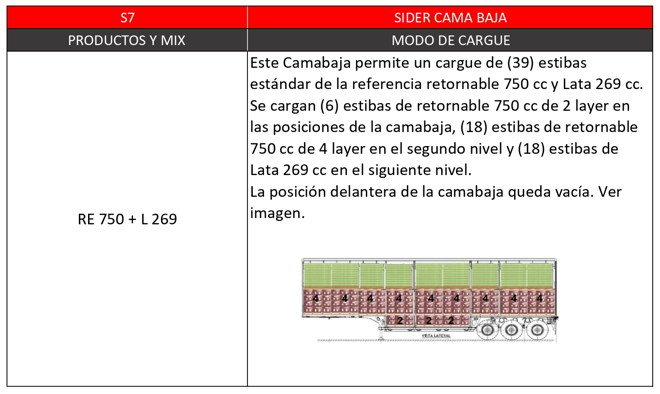 S7
SIDER CAMA BAJA
PRODUCTOS Y MIX
MODO DE CARGUE
RE 750 + L 269
Este Camabaja permite un cargue de (39) estibas
estándar de la referencia retornable 750 cc y Lata 269 cc.
Se cargan (6) estibas de retornable 750 cc de 2 layer en
las posiciones de la camabaja, (18) estibas de retornable
750 cc de 4 layer en el segundo nivel y (18) estibas de
Lata 269 cc en el siguiente nivel.
La posición delantera de la camabaja queda vacía. Ver
imagen.
4 4 4 4 4 4 4 4 4
2 2 2
VISTA LATERAL